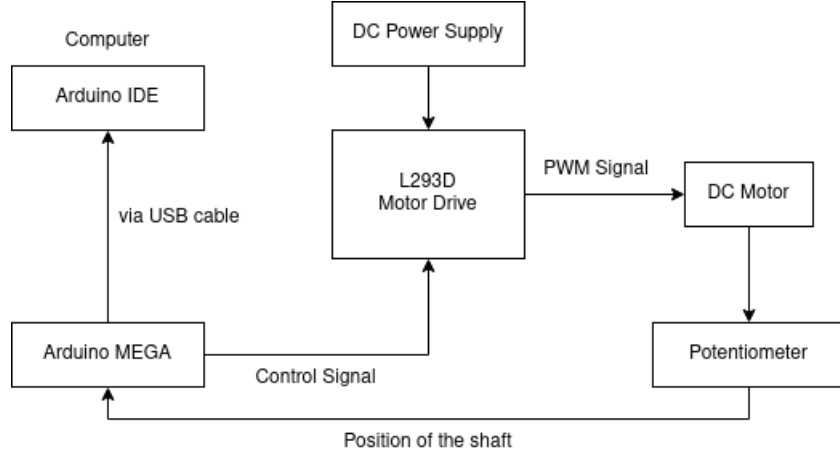 DC Power Supply
Computer
Arduino IDE
L293D
Motor Drive
PWM Signal
DC Motor
via USB cable
Arduino MEGA
Control Signal
Potentiometer
Position of the shaft